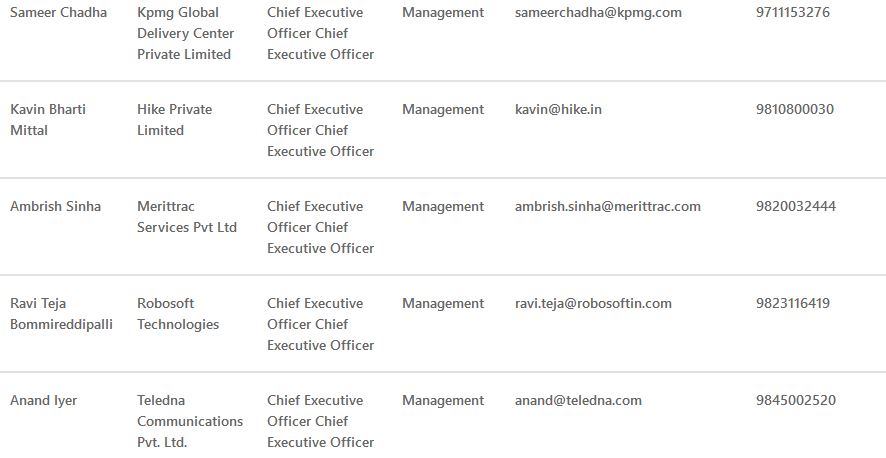 Sameer Chadha Kpmg Global Chief Executive Management sameerchadha@kpmg.com 9711153276
Delivery Center Officer Chief
Private Limited Executive Officer
Kavin Bharti Hike Private Chief Executive Management kavin@hike.in 9810800030
Mittal Limited Officer Chief
Executive Officer
Ambrish Sinha Merittrac Chief Executive Management ambrish.sinha@merittrac.com 9820032444
Services Pvt Ltd Officer Chief
Executive Officer
Ravi Teja Robosoft Chief Executive Management ravi.teja@robosoftin.com 9823116419
Bommireddipalli Technologies Officer Chief
Executive Officer
Anand Iyer Teledna Chief Executive Management anand@teledna.com 9845002520
Communications Officer Chief
Pvt. Ltd. Executive Officer